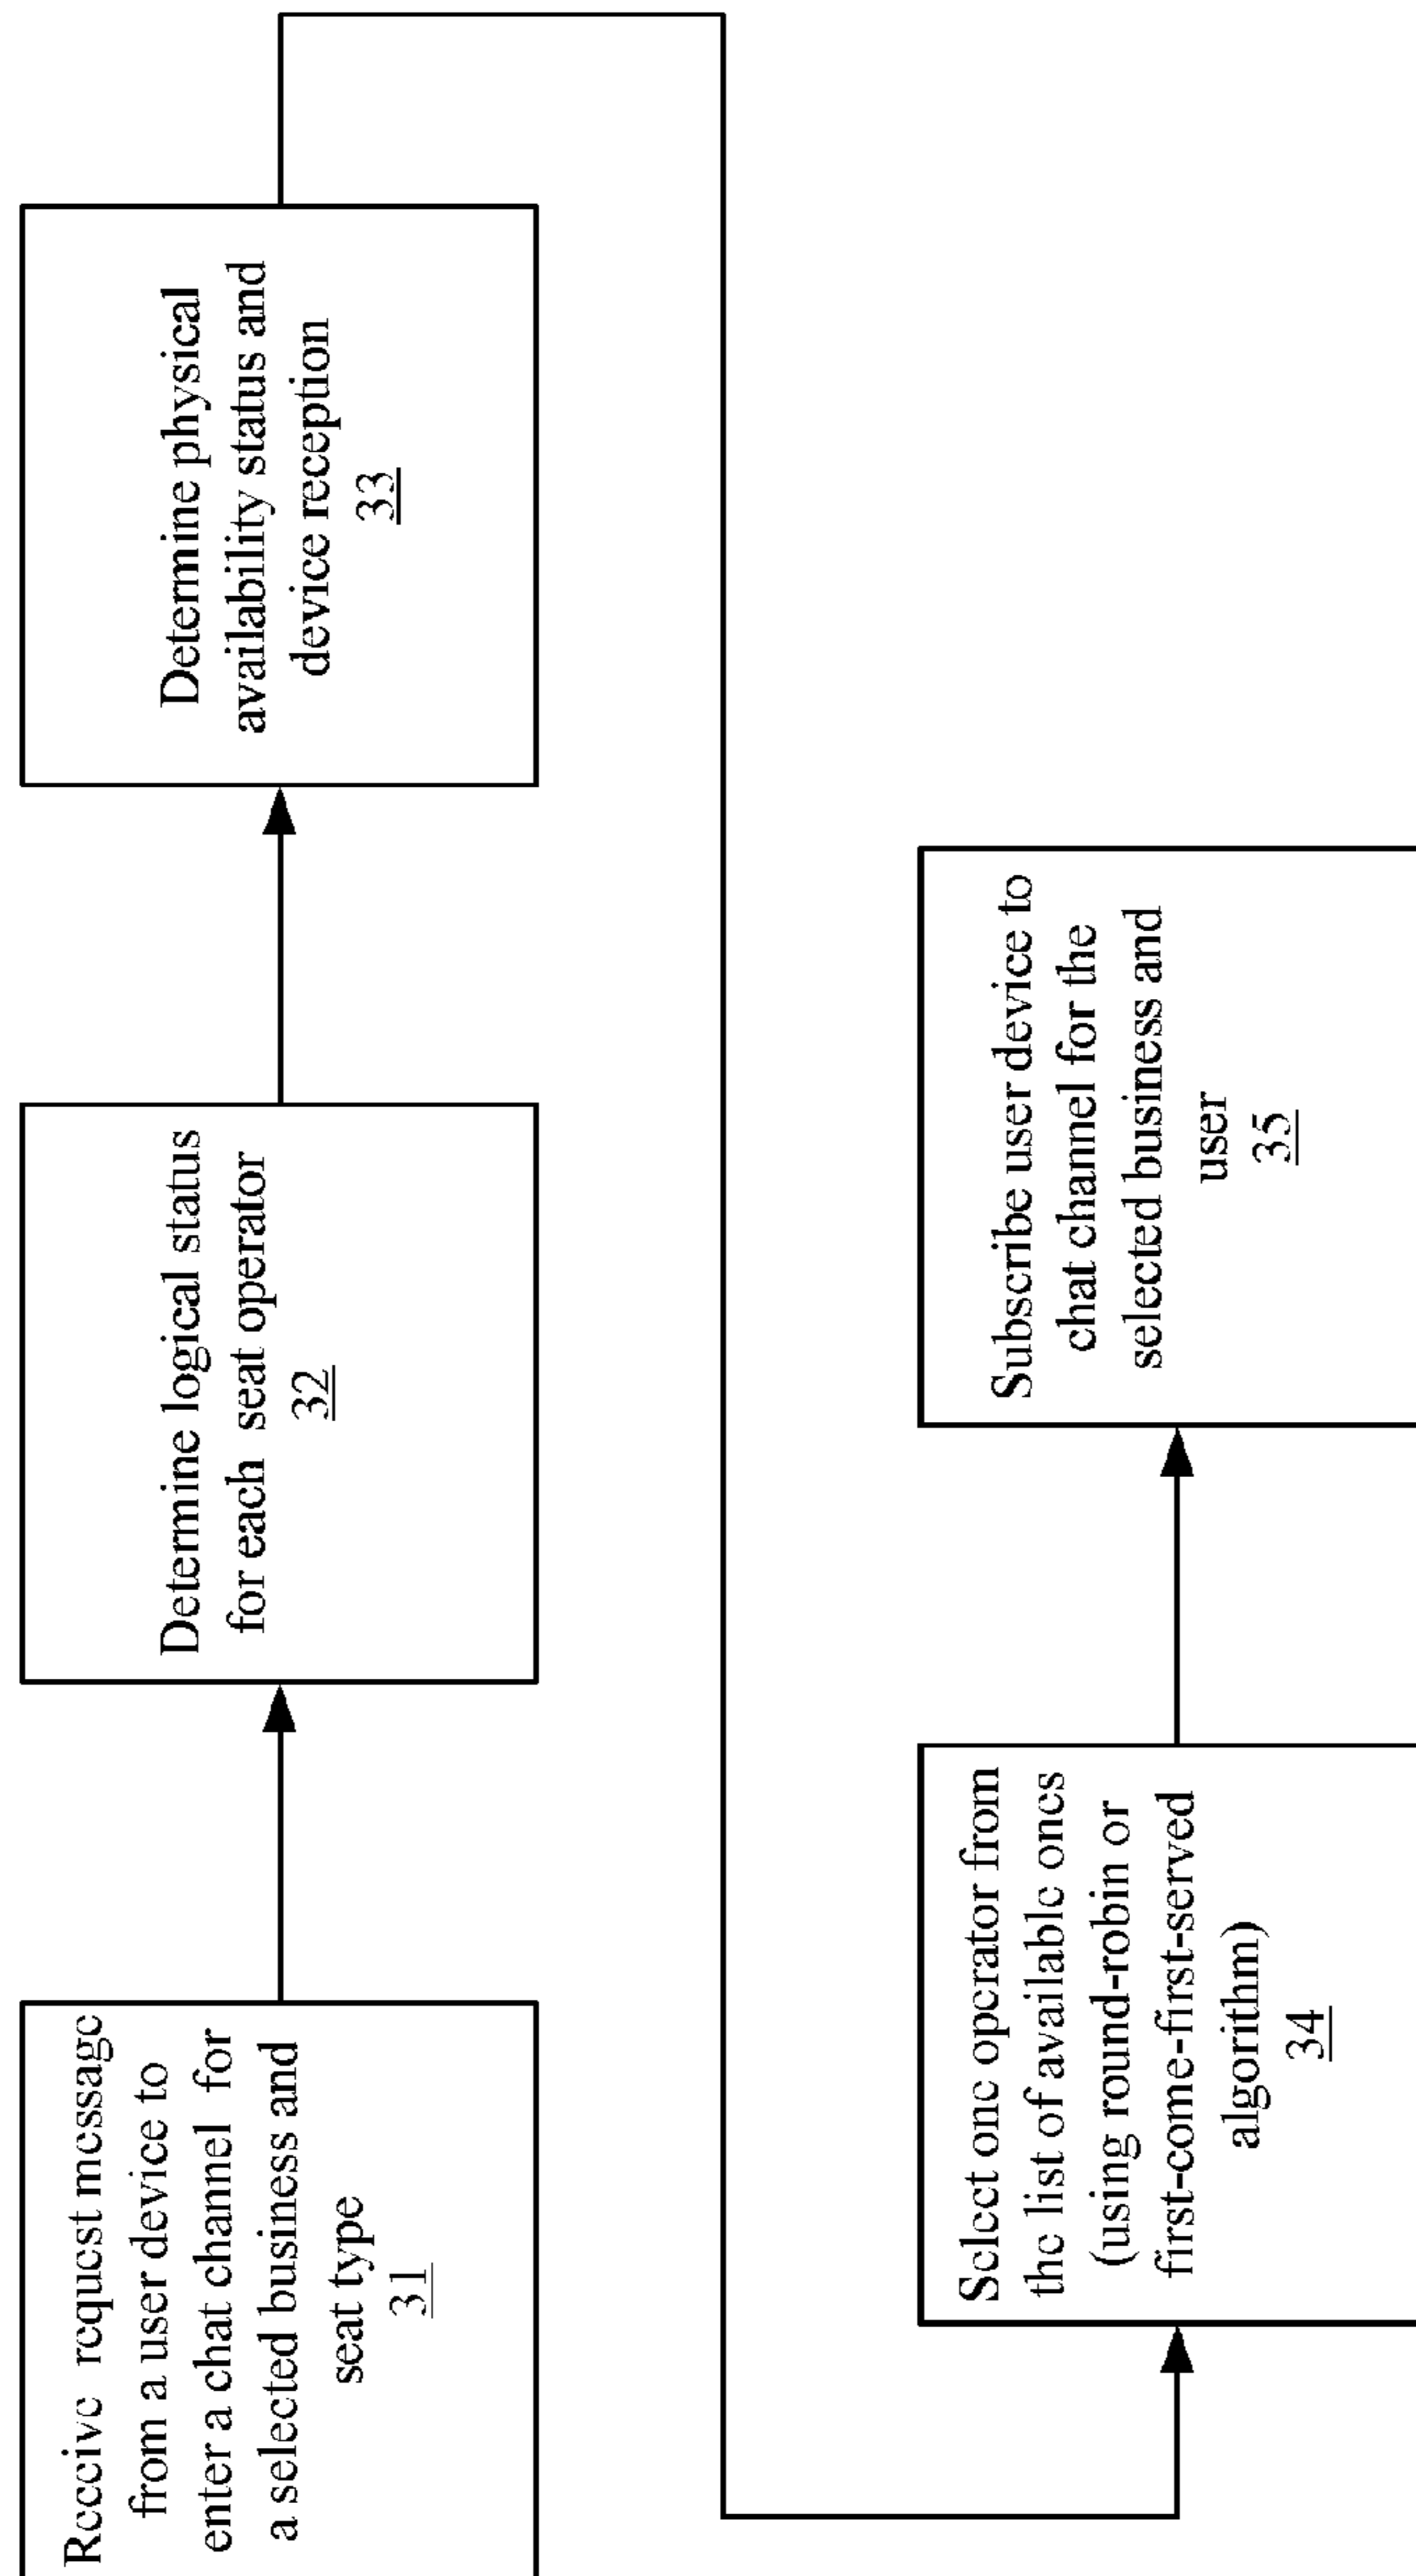 Receive request message
from a user device to
enter a chat channel for
a selected business and
seat type
31
Determine logical status
for each seat operator
32
Determine physical
availability status and
device reception
33
Select one operator from
the list of available ones
(using round-robin or
first-come-first-served
algorithm)
34
Subscribe user device to
chat channel for the
selected business and
user
35